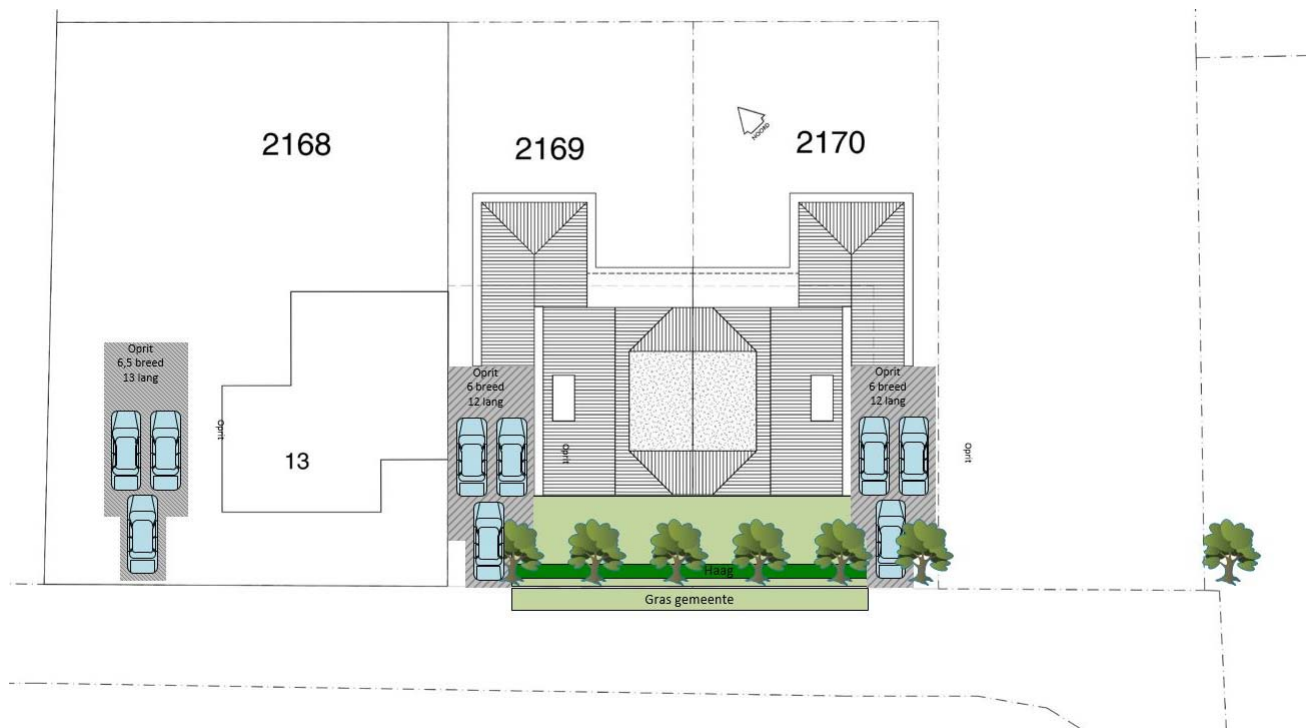 2168
2169
2170
NOORD
Oprit
6,5 breed
13 lang
Oprit
6 breed
12 lang
Oprit
6 breed
12 lang
Oprit
13
Oprit
Oprit
Haag
Gras gemeente